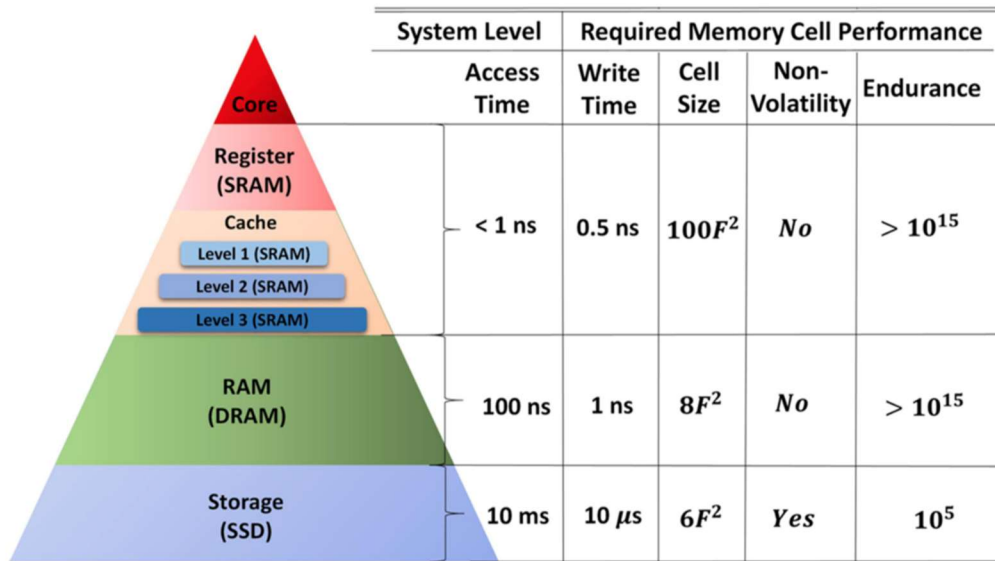 System Level
Required Memory Cell Performance
Access
Time
Write
Time
Cell
Size
Non-
Volatility
Endurance
Core
Register
(SRAM)
Cache
Level 1 (SRAM)
Level 2 (SRAM)
Level 3 (SRAM)
< 1 ns
0.5 ns
100F²
No
> 10¹⁵
RAM
(DRAM)
100 ns
1 ns
8F²
No
> 10¹⁵
Storage
(SSD)
10 ms
10 μs
6F²
Yes
10⁵